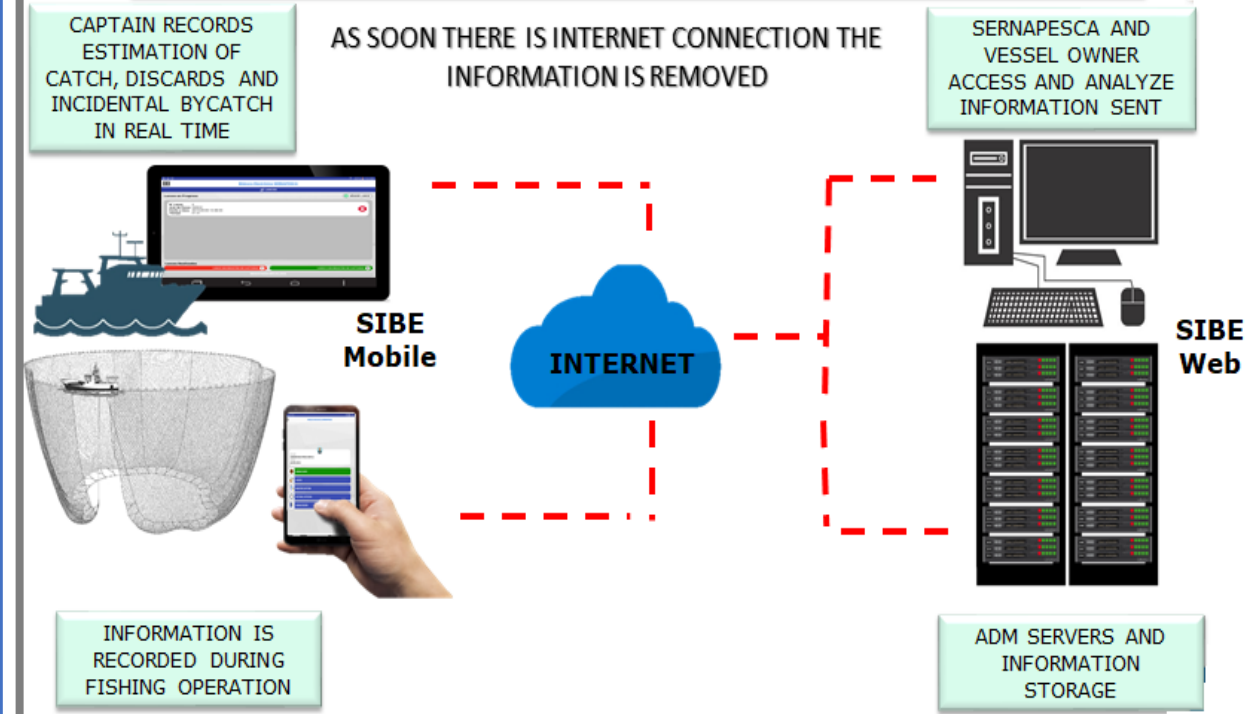 CAPTAIN RECORDS
ESTIMATION OF
CATCH, DISCARDS AND
INCIDENTAL BYCATCH
IN REAL TIME
AS SOON THERE IS INTERNET CONNECTION THE
INFORMATION IS REMOVED
SERNAPESCA AND
VESSEL OWNER
ACCESS AND ANALYZE
INFORMATION SENT
SIBE
Mobile
INTERNET
SIBE
Web
INFORMATION IS
RECORDED DURING
FISHING OPERATION
ADM SERVERS AND
INFORMATION
STORAGE